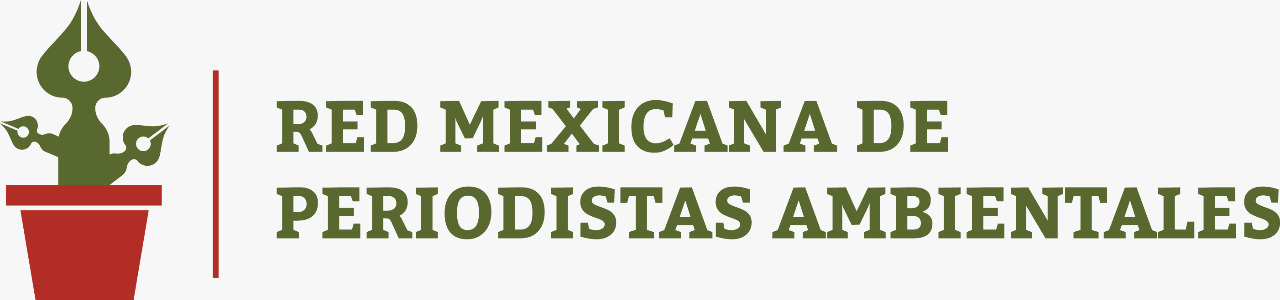 RED MEXICANA DE
PERIODISTAS AMBIENTALES